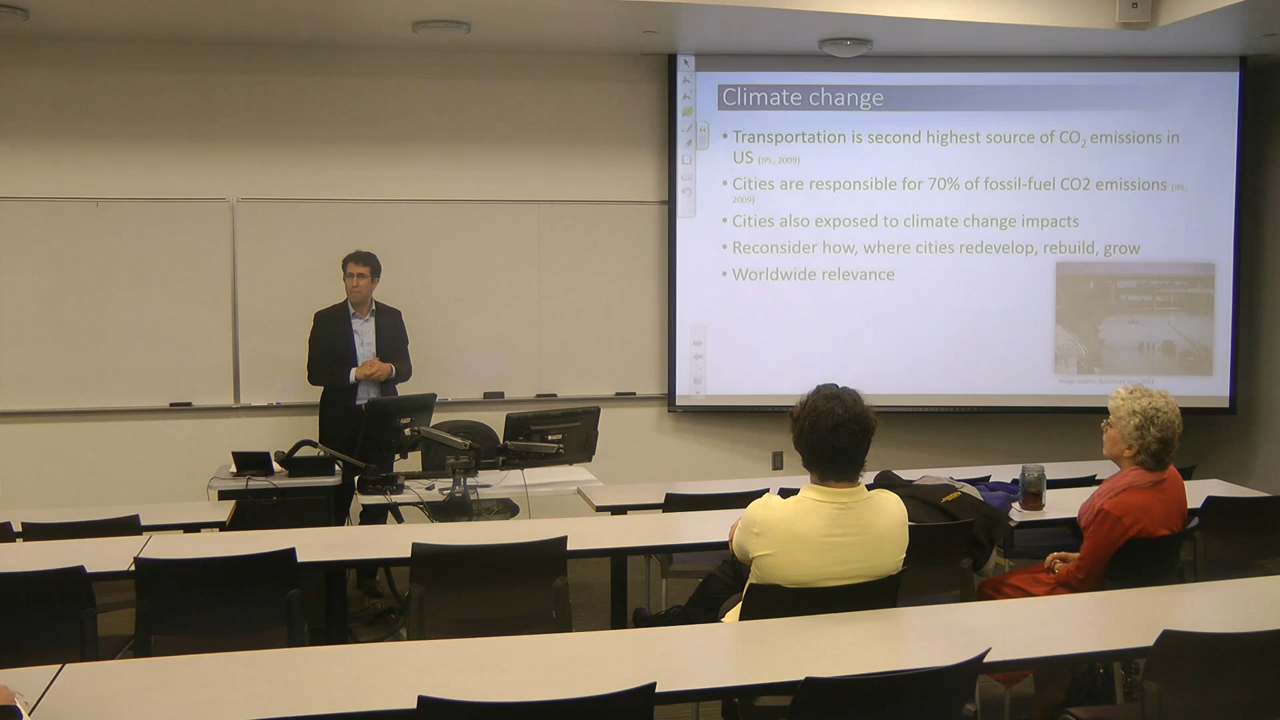 Climate change
• Transportation is second highest source of CO₂ emissions in
US (JPL, 2009)
• Cities are responsible for 70% of fossil-fuel CO2 emissions (JPL,
2009)
• Cities also exposed to climate change impacts
• Reconsider how, where cities redevelop, rebuild, grow
• Worldwide relevance